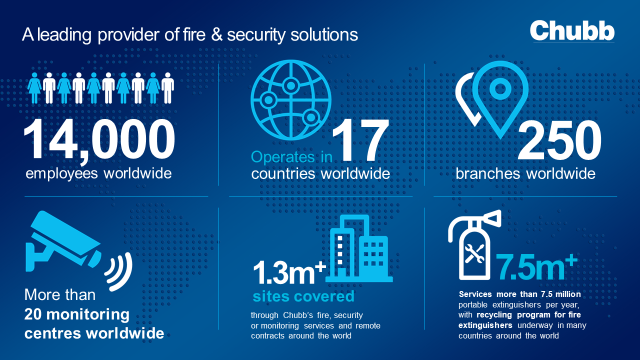 A leading provider of fire & security solutions
Chubb
14,000
employees worldwide
Operates in 17
countries worldwide
250
branches worldwide
More than
20 monitoring
centres worldwide
1.3m+
sites covered
through Chubb's fire, security
or monitoring services and remote
contracts around the world
7.5m+
Services more than 7.5 million
portable extinguishers per year,
with recycling program for fire
extinguishers underway in many
countries around the world